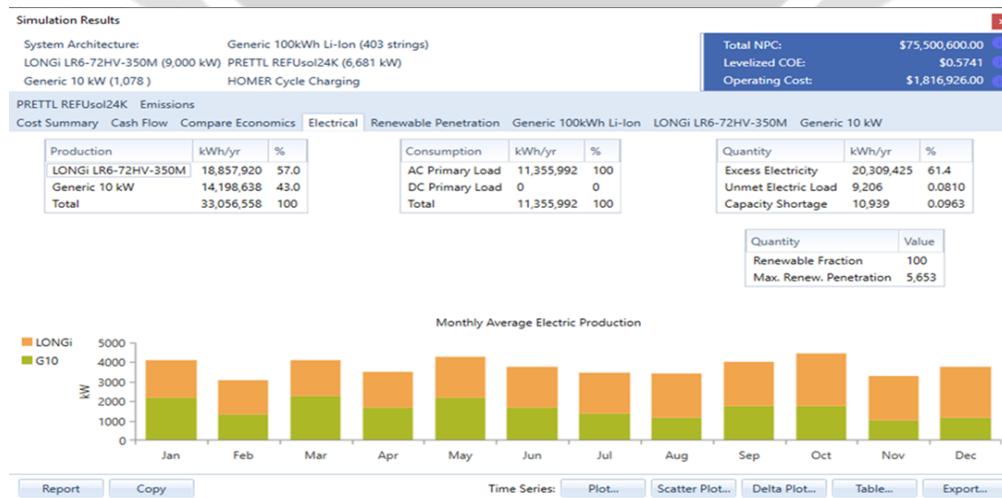 Simulation Results
System Architecture: Generic 100kWh Li-Ion (403 strings)
LONGi LR6-72HV-350M (9,000 kW) PRETTL REFUsol24K (6,681 kW)
Generic 10 kW (1,078 ) HOMER Cycle Charging
Total NPC: $75,500,600.00
Levelized COE: $0.5741
Operating Cost: $1,816,926.00
PRETTL REFUsol24K Emissions
Cost Summary Cash Flow Compare Economics Electrical Renewable Penetration Generic 100kWh Li-Ion LONGi LR6-72HV-350M Generic 10 kW
Production kWh/yr %
LONGi LR6-72HV-350M 18,857,920 57.0
Generic 10 kW 14,198,638 43.0
Total 33,056,558 100
Consumption kWh/yr %
AC Primary Load 11,355,992 100
DC Primary Load 0 0
Total 11,355,992 100
Quantity kWh/yr %
Excess Electricity 20,309,425 61.4
Unmet Electric Load 9,206 0.0810
Capacity Shortage 10,939 0.0963
Quantity Value
Renewable Fraction 100
Max. Renew. Penetration 5,653
Monthly Average Electric Production
LONGi
G10
kW
5000
4000
3000
2000
1000
0
Jan Feb Mar Apr May Jun Jul Aug Sep Oct Nov Dec
Report Copy Time Series: Plot... Scatter Plot... Delta Plot... Table... Export...